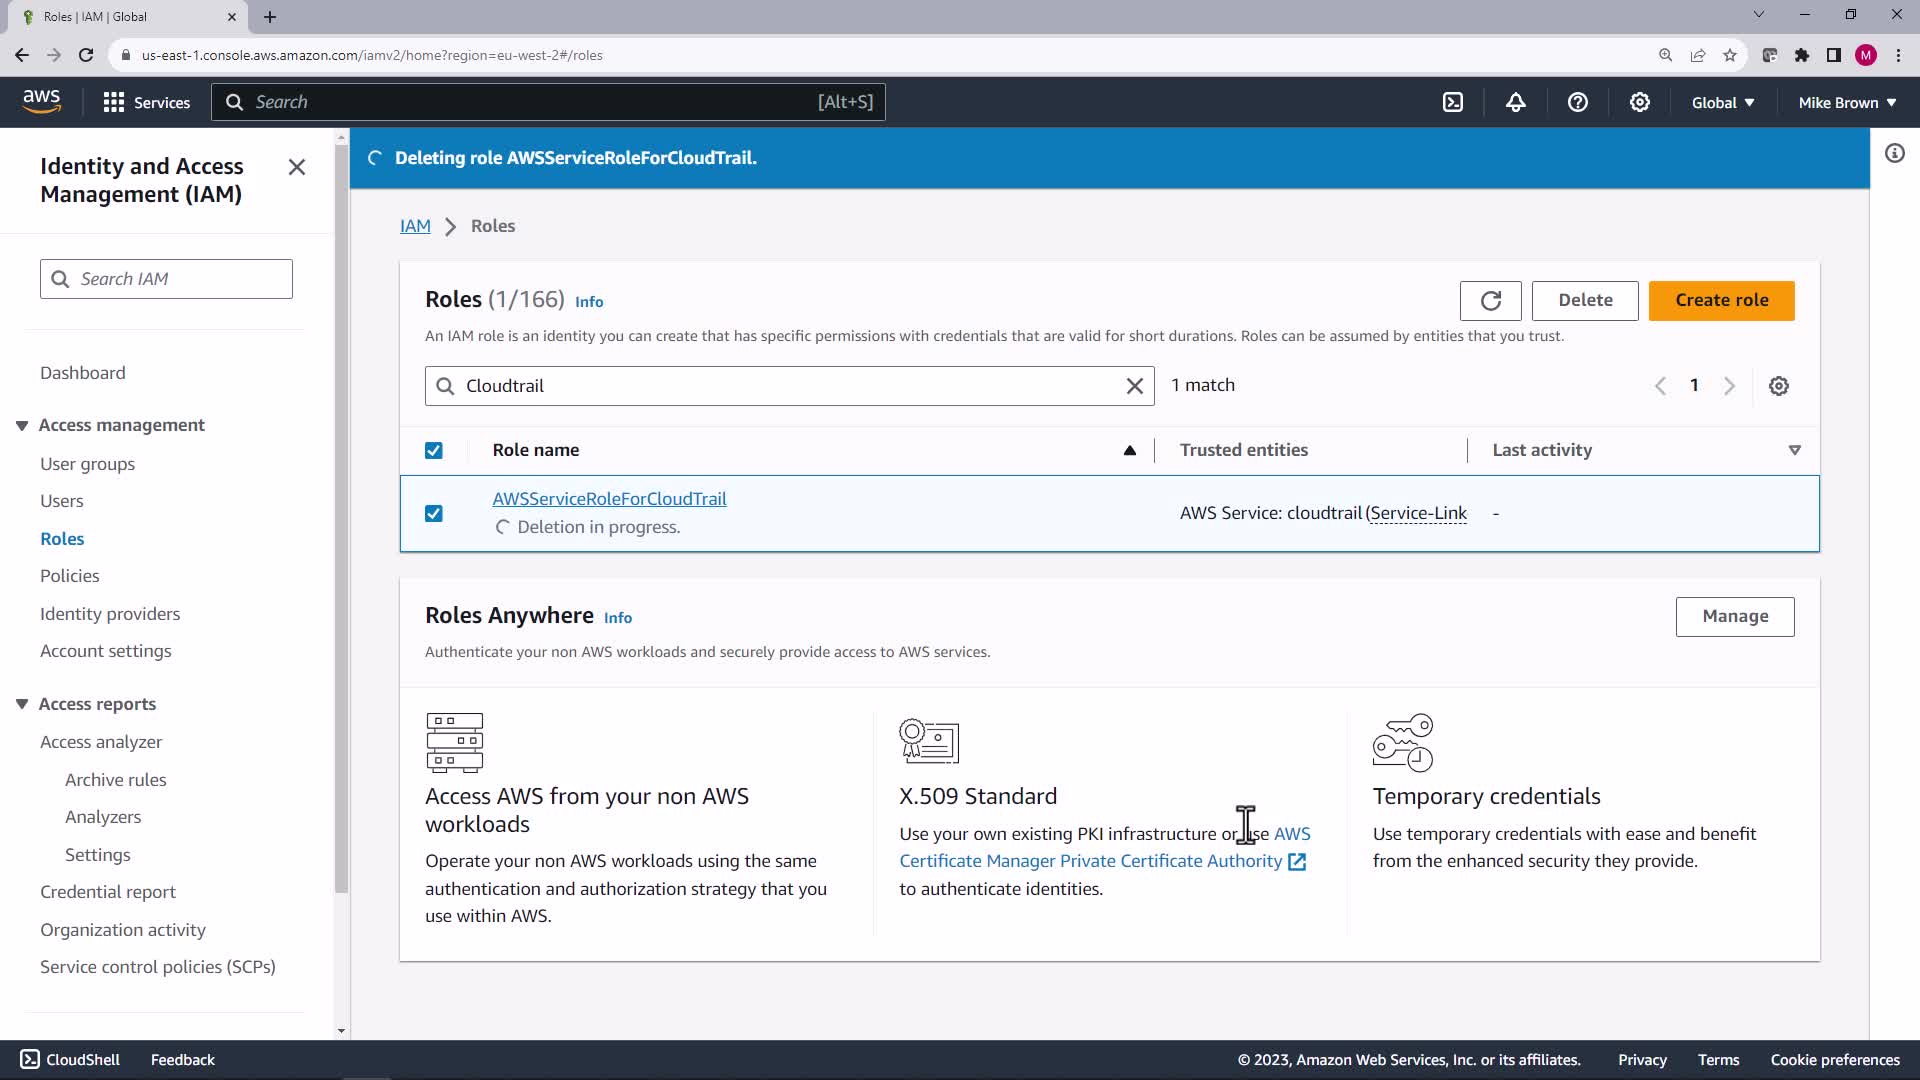 Roles | IAM | Global
us-east-1.console.aws.amazon.com/iamv2/home?region=eu-west-2#/roles
M
aws
Services
Search
[Alt+S]
Global
Mike Brown
Identity and Access
Management (IAM)
Search IAM
Dashboard
Access management
User groups
Users
Roles
Policies
Identity providers
Account settings
Access reports
Access analyzer
Archive rules
Analyzers
Settings
Credential report
Organization activity
Service control policies (SCPs)
Deleting role AWSServiceRoleForCloudTrail.
IAM
Roles
Roles (1/166) Info
Delete
Create role
An IAM role is an identity you can create that has specific permissions with credentials that are valid for short durations. Roles can be assumed by entities that you trust.
Cloudtrail
1 match
1
Role name
Trusted entities
Last activity
AWSServiceRoleForCloudTrail
Deletion in progress.
AWS Service: cloudtrail (Service-Link
-
Roles Anywhere Info
Manage
Authenticate your non AWS workloads and securely provide access to AWS services.
Access AWS from your non AWS
workloads
Operate your non AWS workloads using the same
authentication and authorization strategy that you
use within AWS.
X.509 Standard
Use your own existing PKI infrastructure or use AWS
Certificate Manager Private Certificate Authority
to authenticate identities.
Temporary credentials
Use temporary credentials with ease and benefit
from the enhanced security they provide.
CloudShell
Feedback
© 2023, Amazon Web Services, Inc. or its affiliates.
Privacy
Terms
Cookie preferences